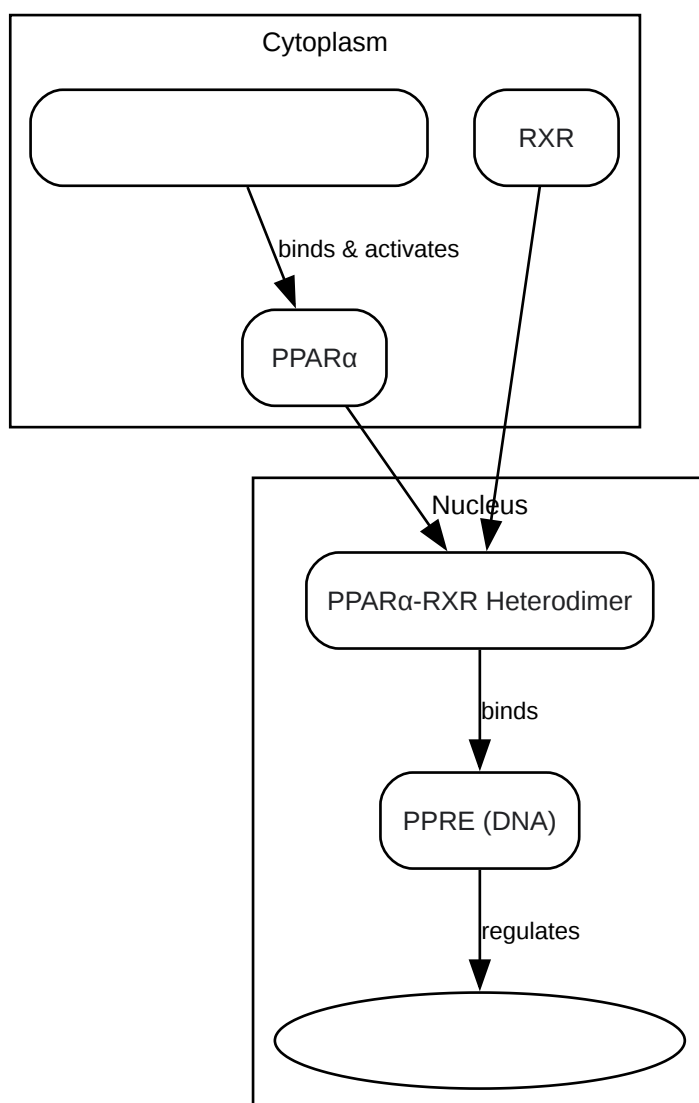 Cytoplasm
RXR
binds & activates
PPARα
Nucleus
PPARα-RXR Heterodimer
binds
PPRE (DNA)
regulates